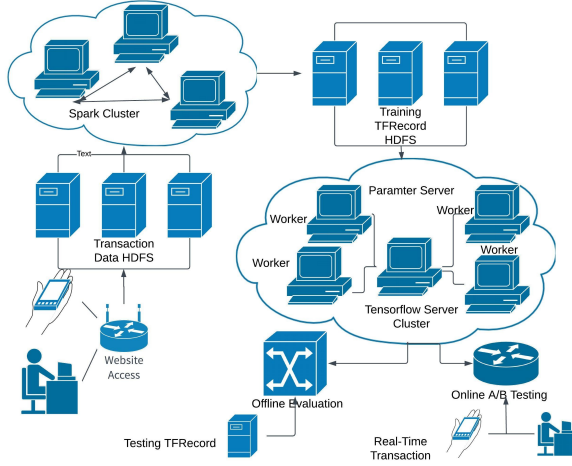 Spark Cluster
Training
TFRecord
HDFS
Text
Transaction
Data HDFS
Paramter Server
Worker
Worker
Worker
Worker
Tensorflow Server
Cluster
Website
Access
Offline Evaluation
Online A/B Testing
Testing TFRecord
Real-Time
Transaction